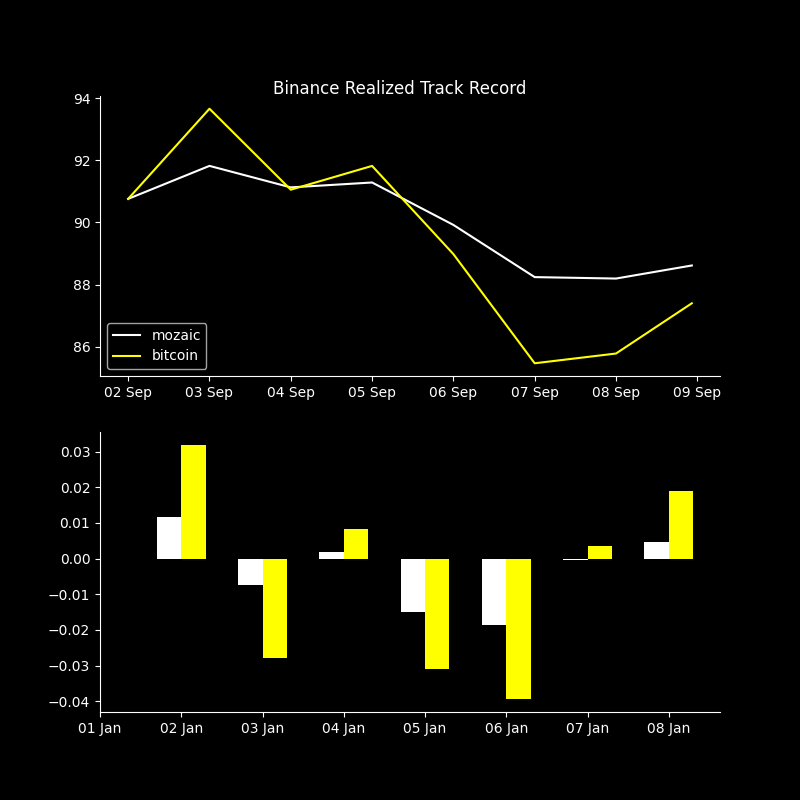 Binance Realized Track Record
94
92
90
88
86
mozaic
bitcoin
02 Sep 03 Sep 04 Sep 05 Sep 06 Sep 07 Sep 08 Sep 09 Sep
0.03
0.02
0.01
0.00
−0.01
−0.02
−0.03
−0.04
01 Jan 02 Jan 03 Jan 04 Jan 05 Jan 06 Jan 07 Jan 08 Jan